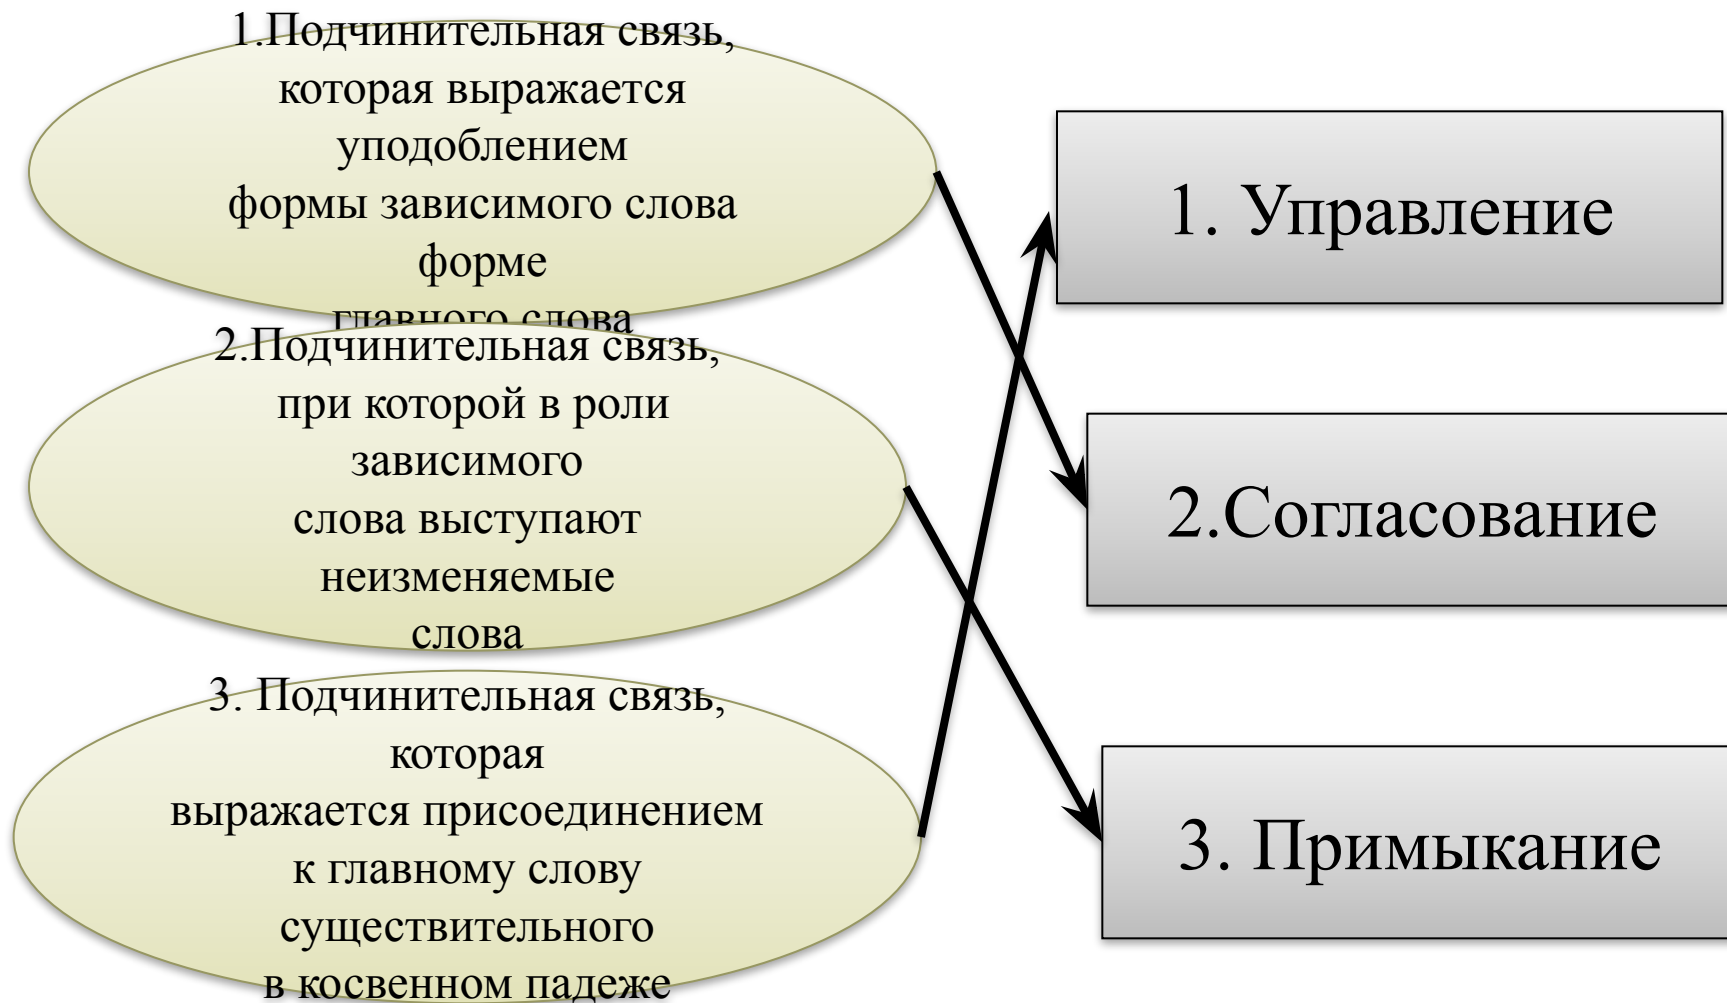 1.Подчинительная связь,
которая выражается
уподоблением
формы зависимого слова
форме
главного слова
2.Подчинительная связь,
при которой в роли
зависимого
слова выступают
неизменяемые
слова
3. Подчинительная связь,
которая
выражается присоединением
к главному слову
существительного
в косвенном падеже
1. Управление
2.Согласование
3. Примыкание